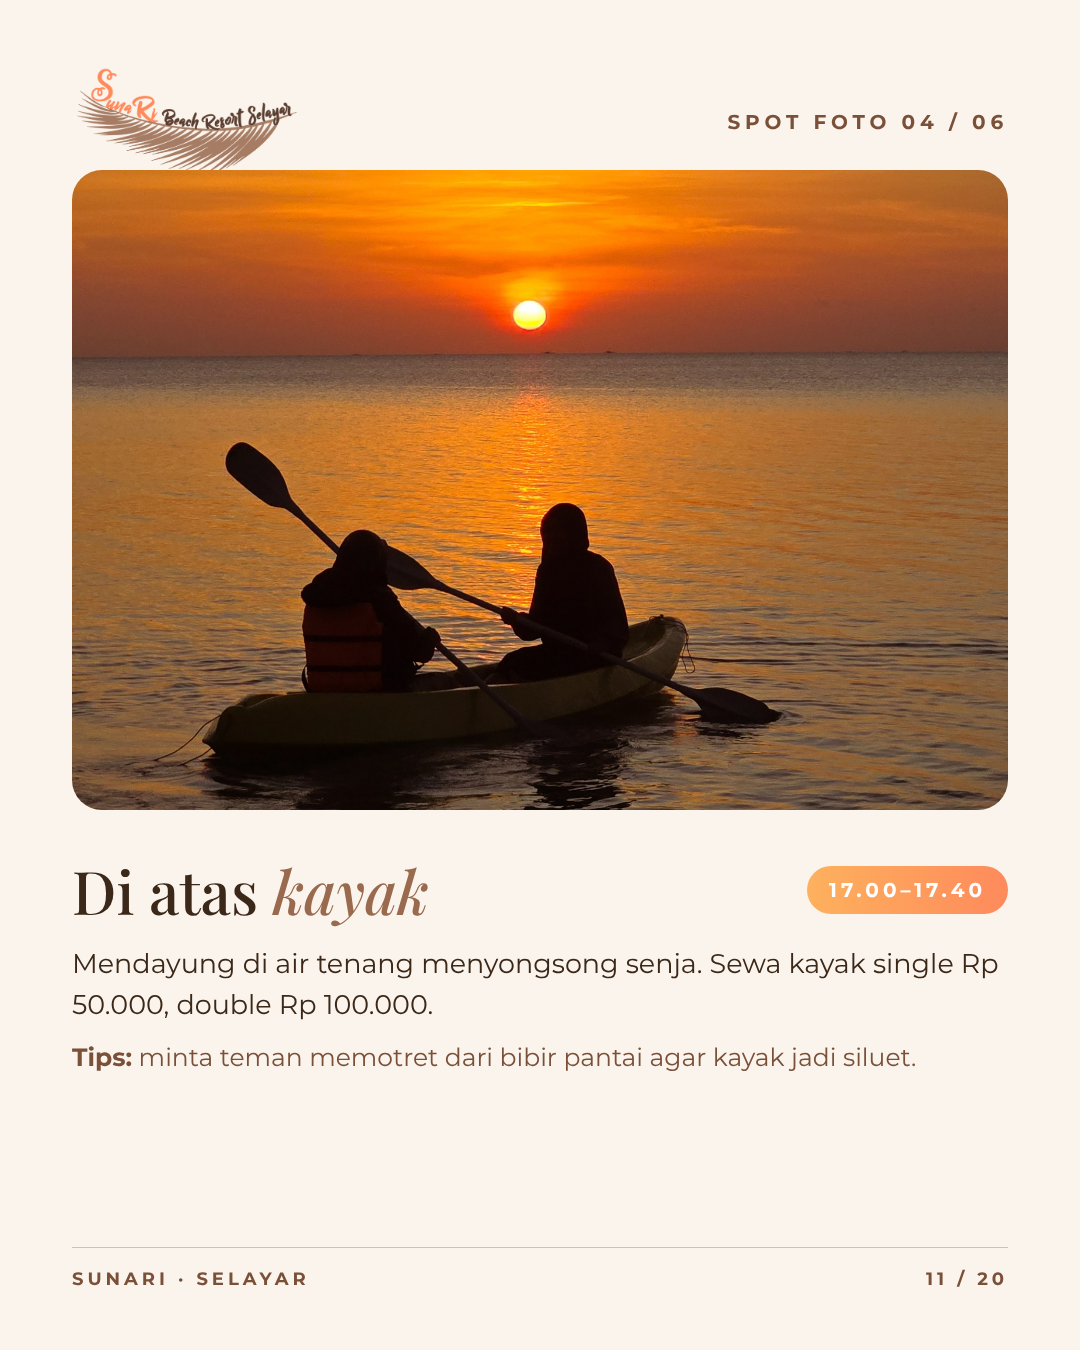 SunaRi Beach Resort Selayar
SPOT FOTO 04 / 06
Di atas kayak
17.00–17.40
Mendayung di air tenang menyongsong senja. Sewa kayak single Rp
50.000, double Rp 100.000.
Tips: minta teman memotret dari bibir pantai agar kayak jadi siluet.
SUNARI · SELAYAR
11 / 20